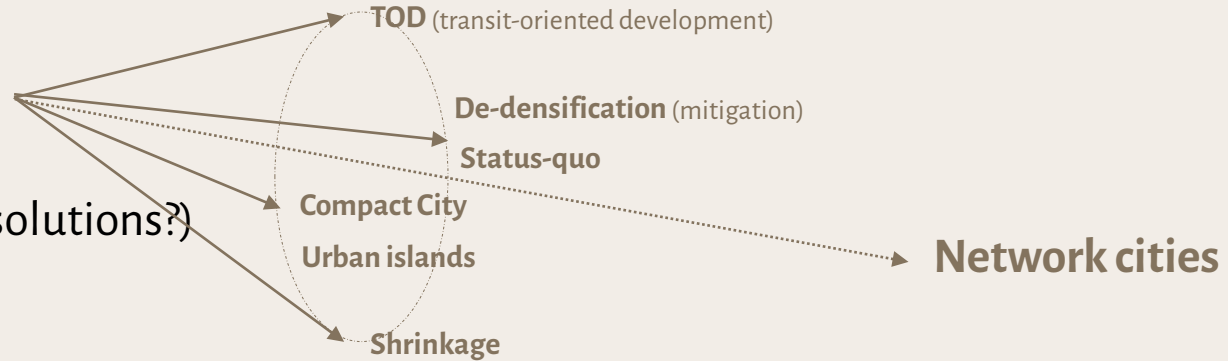 TOD (transit-oriented development)
De-densification (mitigation)
Status-quo
Compact City
solutions?)
Urban islands
Network cities
Shrinkage